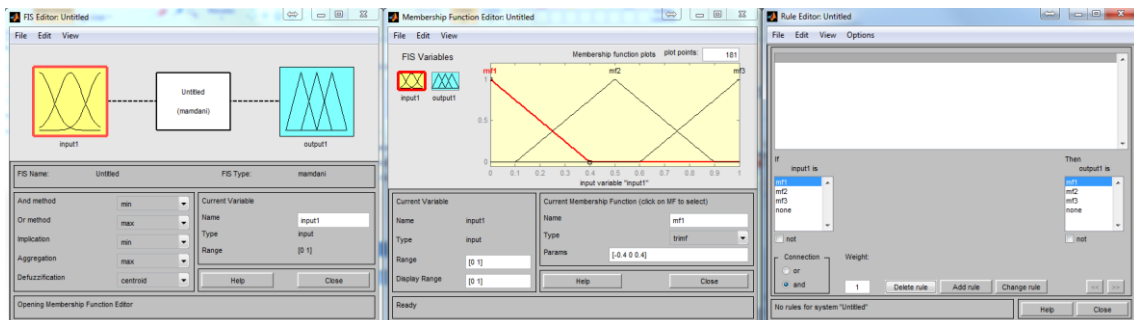 FIS Editor: Untitled
File Edit View
Untitled
(mamdani)
input1
output1
FIS Name: Untitled FIS Type: mamdani
And method min
Or method max
Implication min
Aggregation max
Defuzzification centroid
Current Variable
Name input1
Type input
Range [0 1]
Help Close
Opening Membership Function Editor
Membership Function Editor: Untitled
File Edit View
FIS Variables
input1 output1
Membership function plots plot points: 181
mf1 mf2 mf3
1
0.5
0
0 0.1 0.2 0.3 0.4 0.5 0.6 0.7 0.8 0.9 1
input variable "input1"
Current Variable
Name input1
Type input
Range [0 1]
Display Range [0 1]
Current Membership Function (click on MF to select)
Name mf1
Type trimf
Params [-0.4 0 0.4]
Help Close
Ready
Rule Editor: Untitled
File Edit View Options
If
input1 is
mf1
mf2
mf3
none
not
Then
output1 is
mf1
mf2
mf3
none
not
Connection
or
and
Weight:
1
Delete rule Add rule Change rule << >>
No rules for system "Untitled"
Help Close